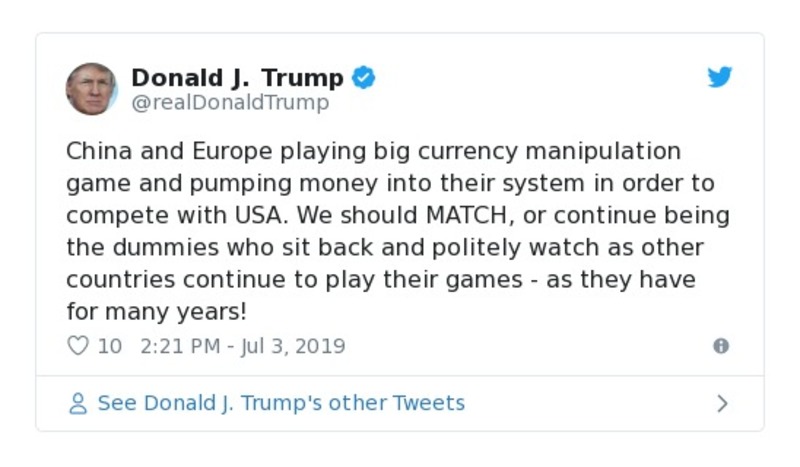 Donald J. Trump
@realDonaldTrump
China and Europe playing big currency manipulation
game and pumping money into their system in order to
compete with USA. We should MATCH, or continue being
the dummies who sit back and politely watch as other
countries continue to play their games - as they have
for many years!
10 2:21 PM - Jul 3, 2019
See Donald J. Trump's other Tweets